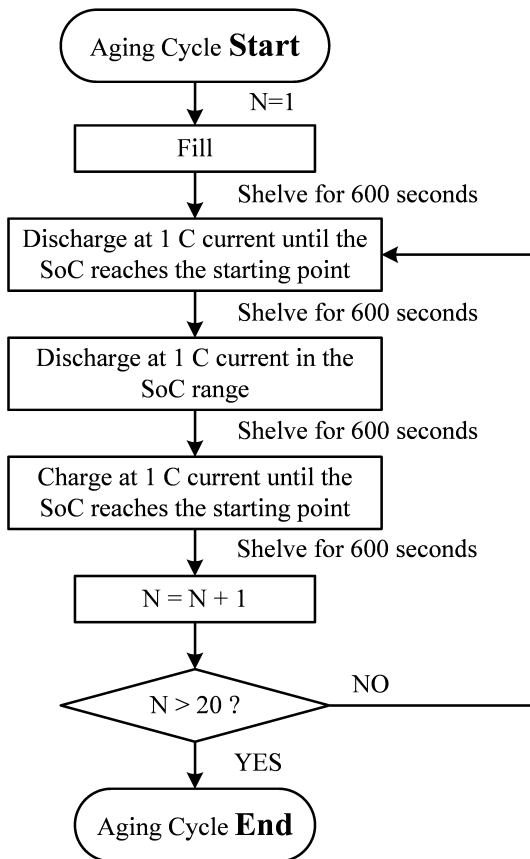 Aging Cycle Start
N=1
Fill
Shelve for 600 seconds
Discharge at 1 C current until the
SoC reaches the starting point
Shelve for 600 seconds
Discharge at 1 C current in the
SoC range
Shelve for 600 seconds
Charge at 1 C current until the
SoC reaches the starting point
Shelve for 600 seconds
N = N + 1
N > 20 ?
NO
YES
Aging Cycle End